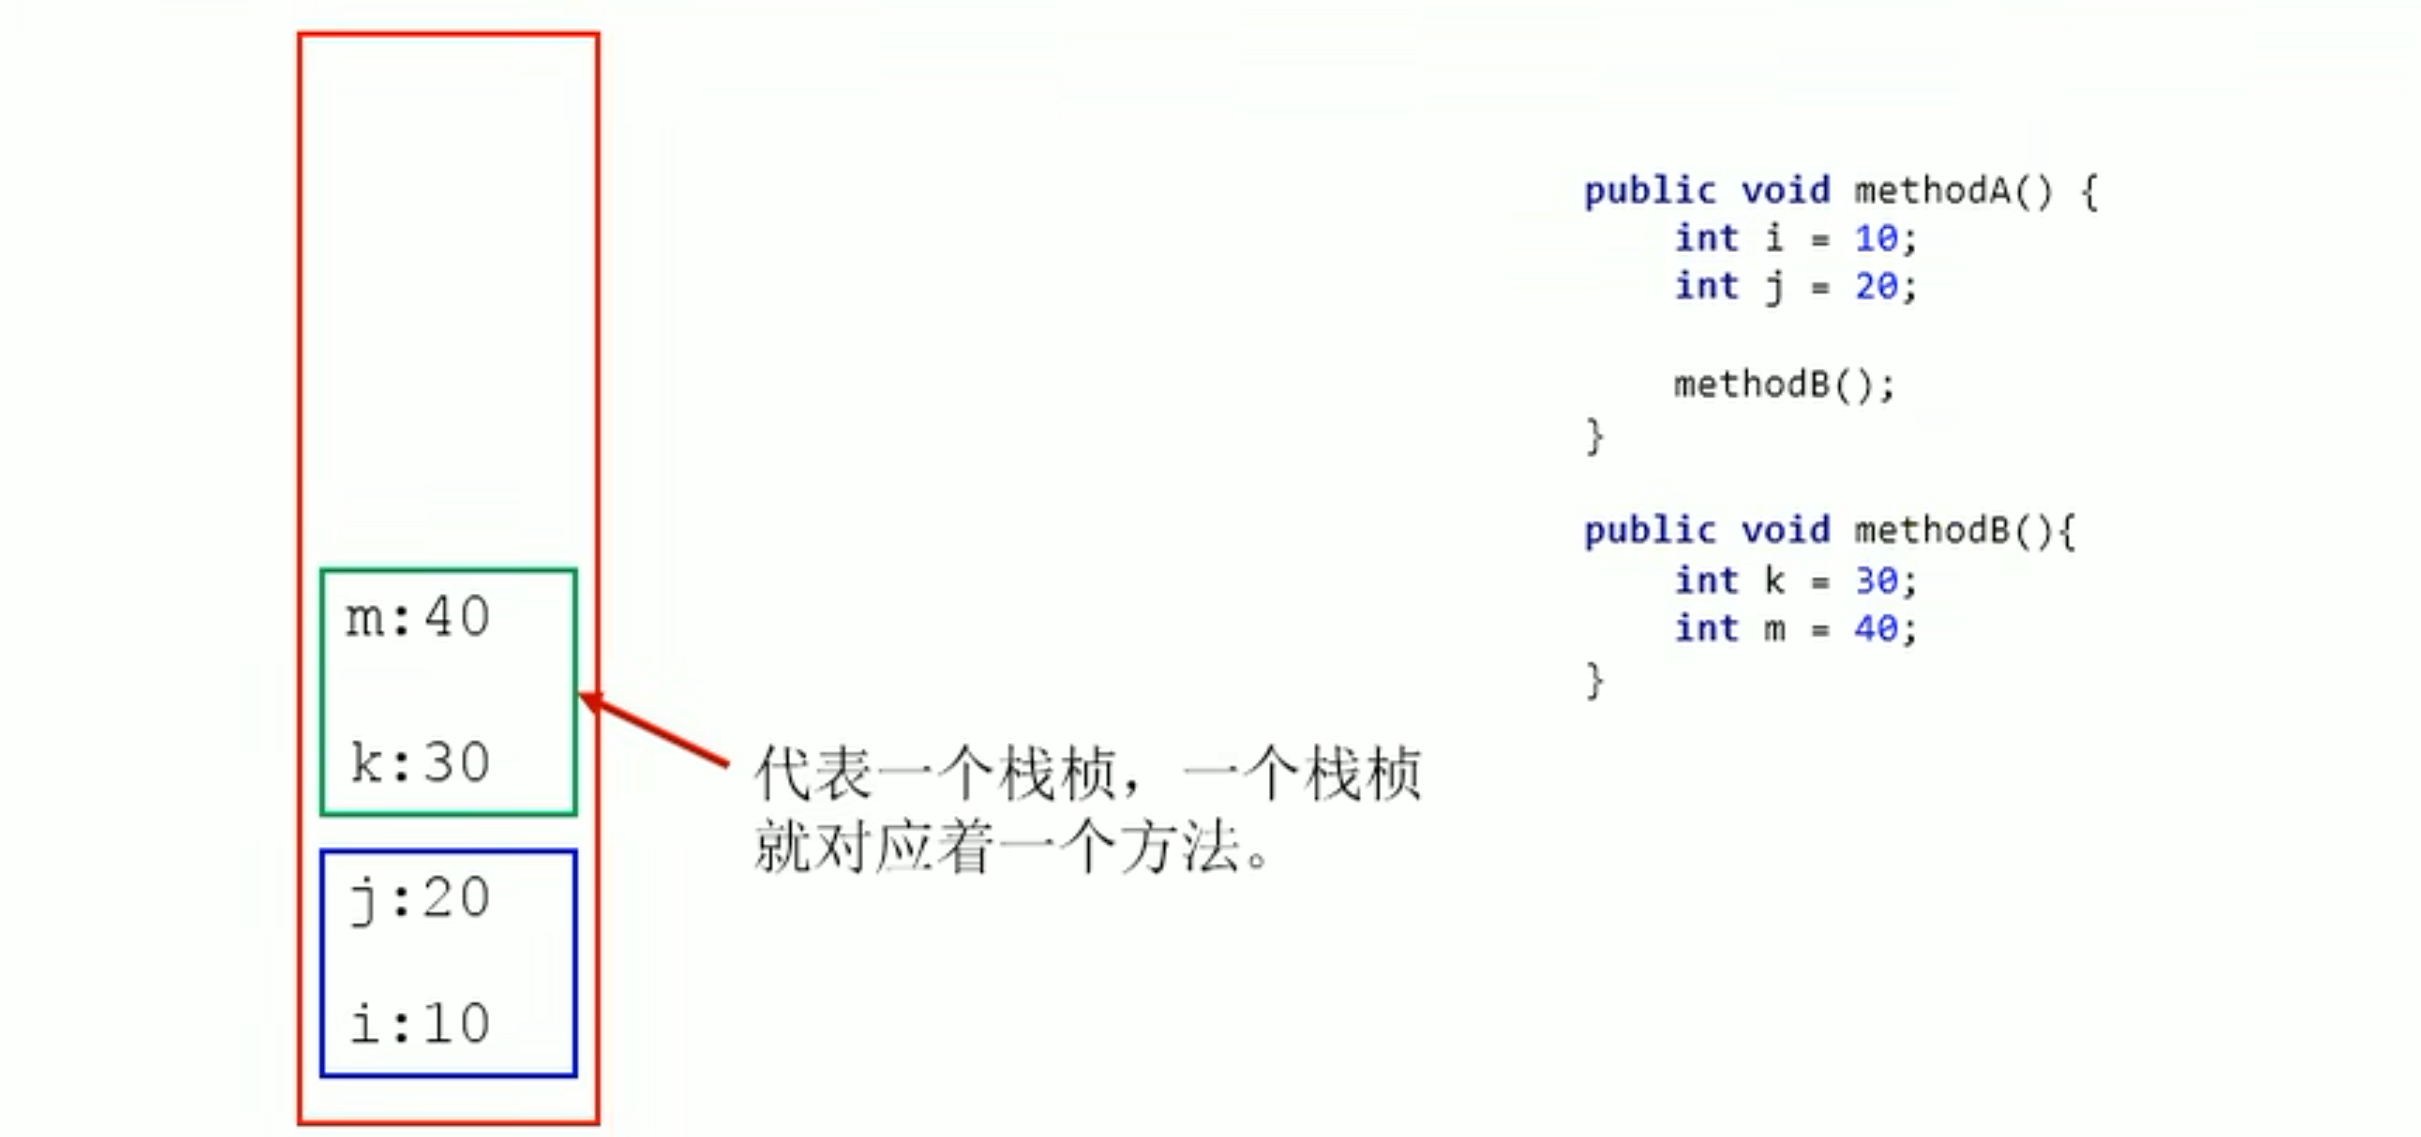 m:40
k:30
j:20
i:10
代表一个栈桢，一个栈桢
就对应着一个方法。
public void methodA() {
    int i = 10;
    int j = 20;
    methodB();
}
public void methodB(){
    int k = 30;
    int m = 40;
}